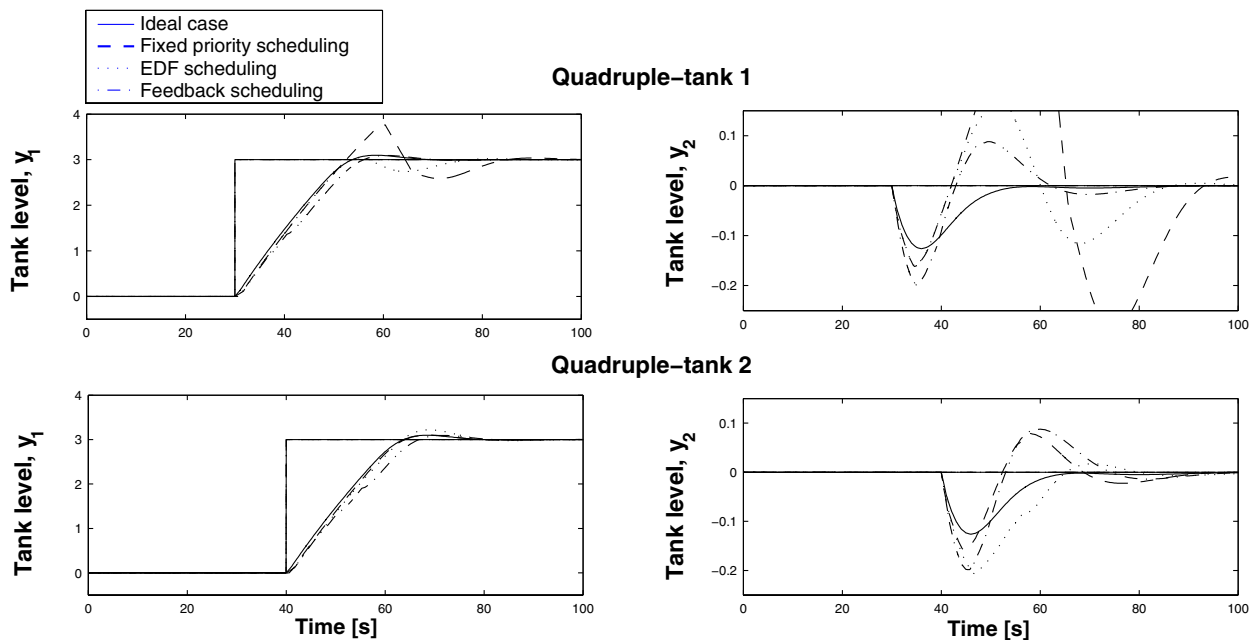 Ideal case
Fixed priority scheduling
EDF scheduling
Feedback scheduling
Quadruple−tank 1
Tank level, y1
4
3
2
1
0
0 20 40 60 80 100
Tank level, y2
0.1
0
−0.1
−0.2
0 20 40 60 80 100
Quadruple−tank 2
Tank level, y1
4
3
2
1
0
0 20 40 60 80 100
Time [s]
Tank level, y2
0.1
0
−0.1
−0.2
0 20 40 60 80 100
Time [s]